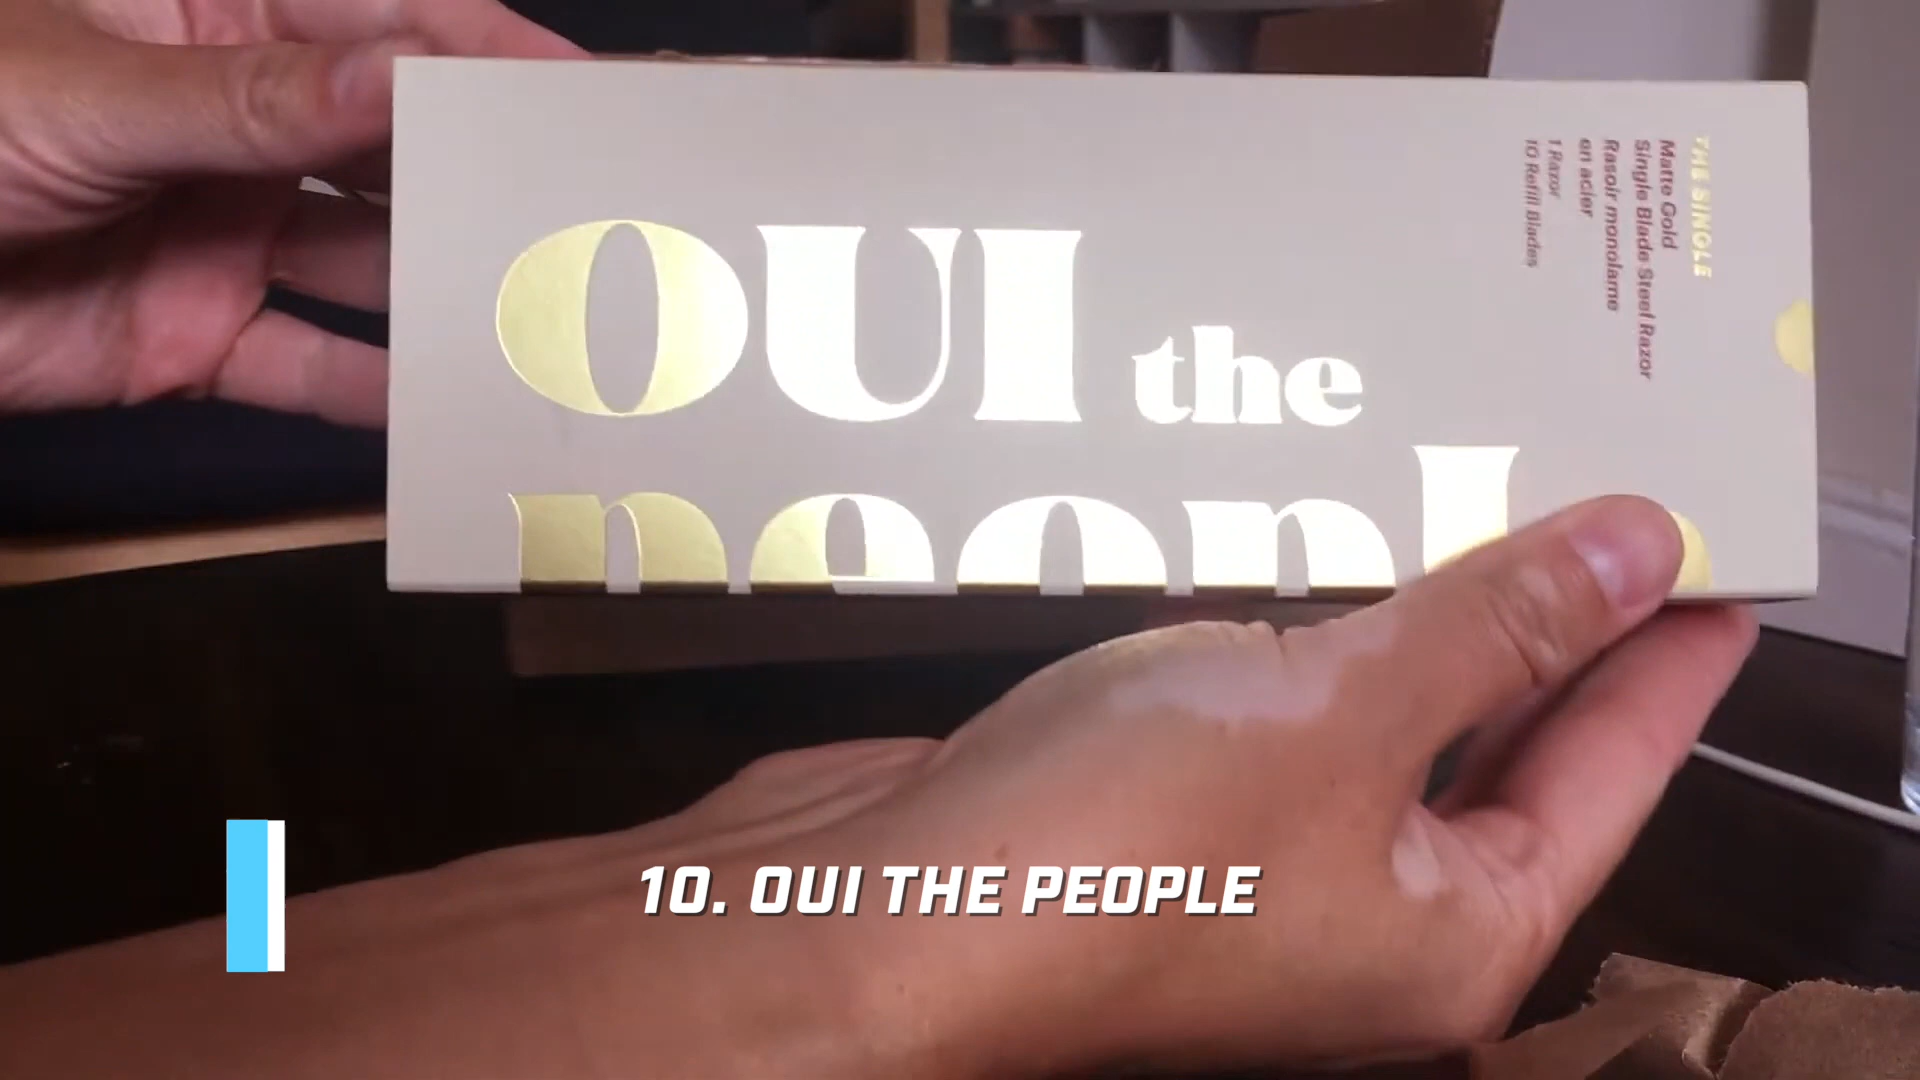 OUI the
people
THE SINGLE
Matte Gold
Single Blade Steel Razor
Rasoir monolame
en acier
1 Razor
10 Refill Blades
10. OUI THE PEOPLE